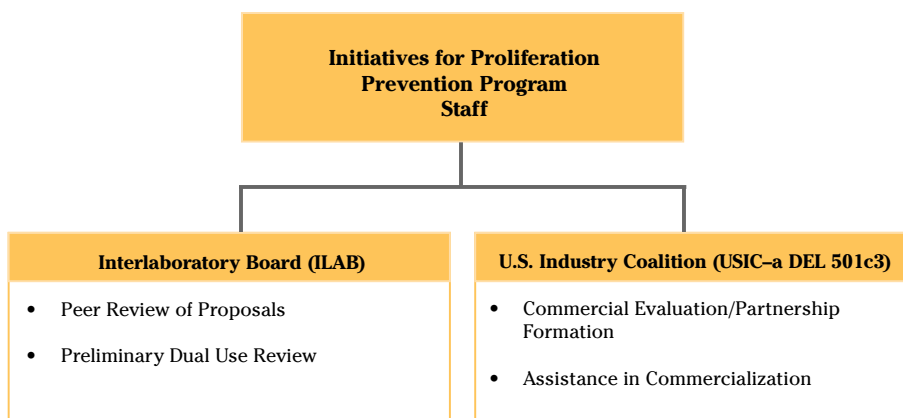 Initiatives for Proliferation
Prevention Program
Staff
Interlaboratory Board (ILAB)
• Peer Review of Proposals
• Preliminary Dual Use Review
U.S. Industry Coalition (USIC–a DEL 501c3)
• Commercial Evaluation/Partnership
Formation
• Assistance in Commercialization